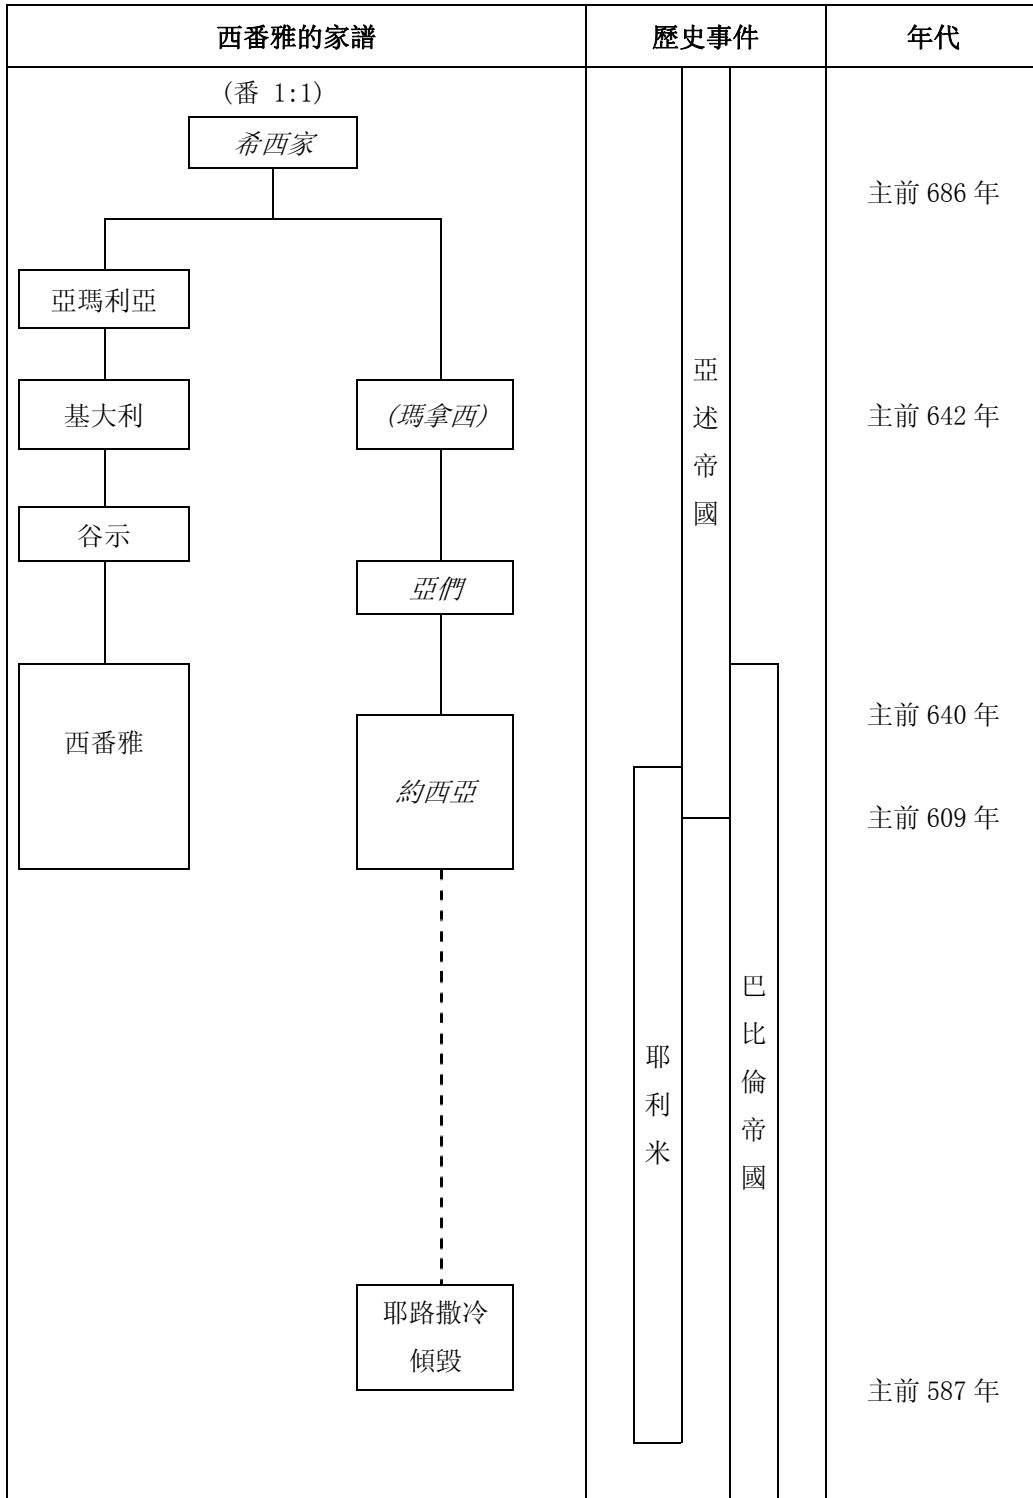 西番雅的家譜
歷史事件
年代
(番 1:1)
希西家
主前 686 年
亞瑪利亞
基大利
(瑪拿西)
亞述帝國
主前 642 年
谷示
亞們
西番雅
約西亞
主前 640 年
主前 609 年
耶利米
巴比倫帝國
耶路撒冷
傾毀
主前 587 年